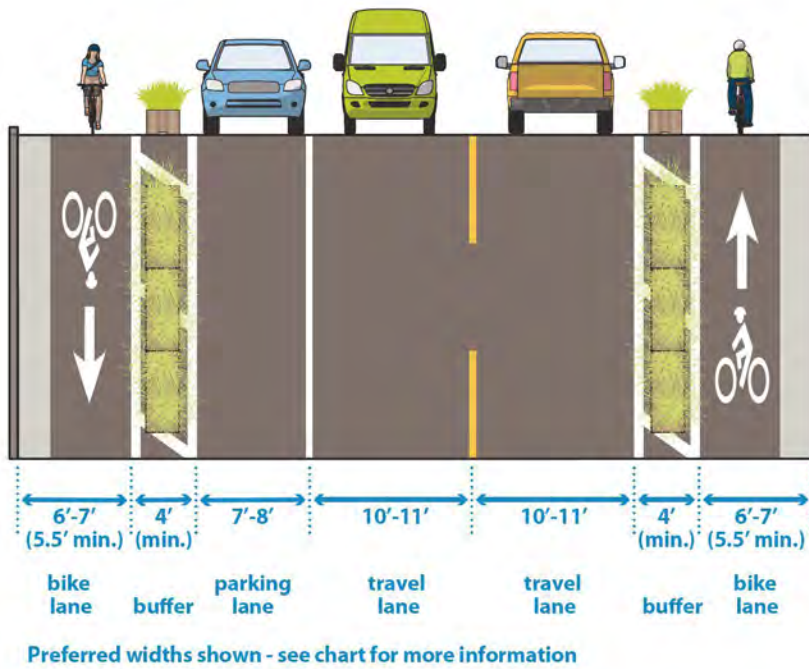 6'-7' 4' 7'-8' 10'-11' 10'-11' 4' 6'-7'
(5.5' min.) (min.) (min.) (5.5' min.)
bike parking travel travel bike
lane buffer lane lane lane buffer lane
Preferred widths shown - see chart for more information